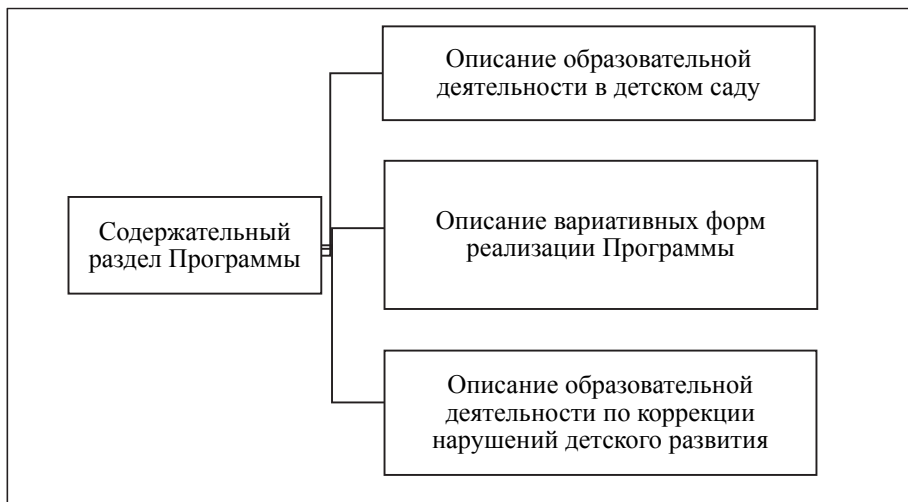 Описание образовательной
деятельности в детском саду
Содержательный
раздел Программы
Описание вариативных форм
реализации Программы
Описание образовательной
деятельности по коррекции
нарушений детского развития